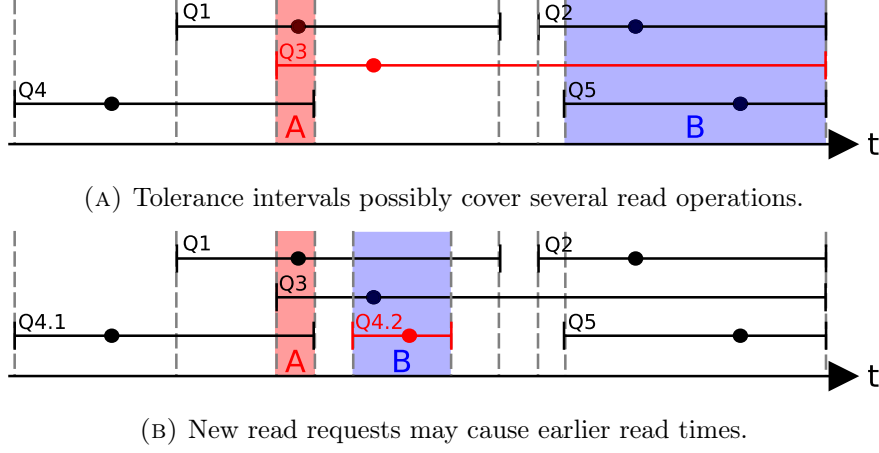 Q1
Q2
Q3
Q4
Q5
A
B
t
(A) Tolerance intervals possibly cover several read operations.
Q1
Q2
Q3
Q4.1
Q4.2
Q5
A
B
t
(B) New read requests may cause earlier read times.